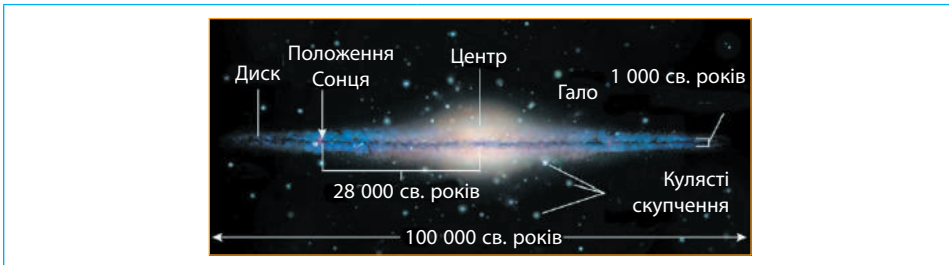 Диск
Положення
Сонця
Центр
Гало
1 000 св. років
28 000 св. років
Кулясті
скупчення
100 000 св. років